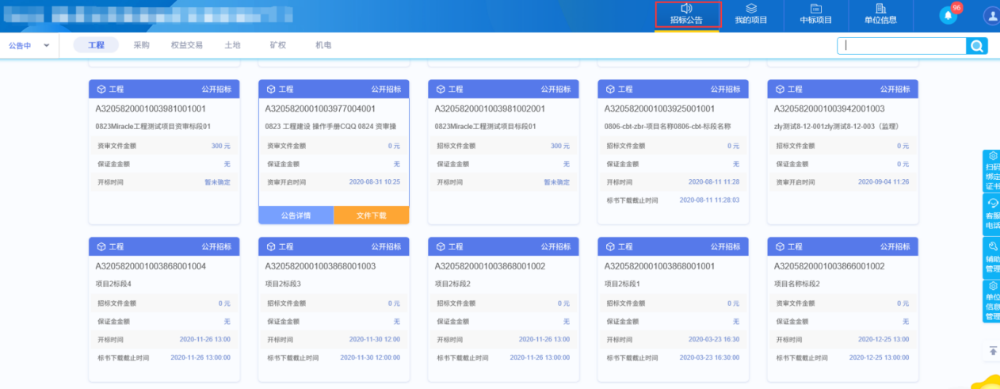 招标公告 我的项目 中标项目 单位信息 96
公告中 工程 采购 权益交易 土地 矿权 机电
工程 公开招标
A3205820001003981001001
0823Miracle工程测试项目资审标段01
资审文件金额 300 元
保证金金额 无
开标时间 暂未确定
工程 公开招标
A3205820001003977004001
0823 工程建设 操作手册CQQ 0824 资审操
资审文件金额 0 元
保证金金额 无
资审开启时间 2020-08-31 10:25
公告详情 文件下载
工程 公开招标
A3205820001003981002001
0823Miracle工程测试项目标段01
招标文件金额 300 元
保证金金额 无
开标时间 暂未确定
工程 公开招标
A3205820001003925001001
0806-cbt-zbr-项目名称0806-cbt-标段名称
招标文件金额 0 元
保证金金额 无
开标时间 2020-08-11 11:28
标书下载截止时间 2020-08-11 11:28:03
工程 公开招标
A3205820001003942001003
zly测试8-12-001zly测试8-12-003（监理）
招标文件金额 0 元
保证金金额 0 元
资审开启时间 2020-09-04 11:26
工程 公开招标
A3205820001003868001004
项目2标段4
招标文件金额 0 元
保证金金额 无
开标时间 2020-11-26 13:00
标书下载截止时间 2020-11-26 13:00:00
工程 公开招标
A3205820001003868001003
项目2标段3
招标文件金额 0 元
保证金金额 无
开标时间 2020-11-30 12:00
标书下载截止时间 2020-11-30 12:00:00
工程 公开招标
A3205820001003868001002
项目2标段2
招标文件金额 0 元
保证金金额 无
开标时间 2020-11-26 13:00
标书下载截止时间 2020-11-26 13:00:00
工程 公开招标
A3205820001003868001001
项目2标段1
招标文件金额 0 元
保证金金额 无
开标时间 2020-03-23 16:30
标书下载截止时间 2020-03-23 16:30:00
工程 公开招标
A3205820001003866001002
项目名称标段2
资审文件金额 0 元
保证金金额 无
开标时间 2020-12-25 13:00
标书下载截止时间 2020-12-25 13:00:00
扫码
绑定
证书
客服
电话
辅助
管理
单位
信息
管理